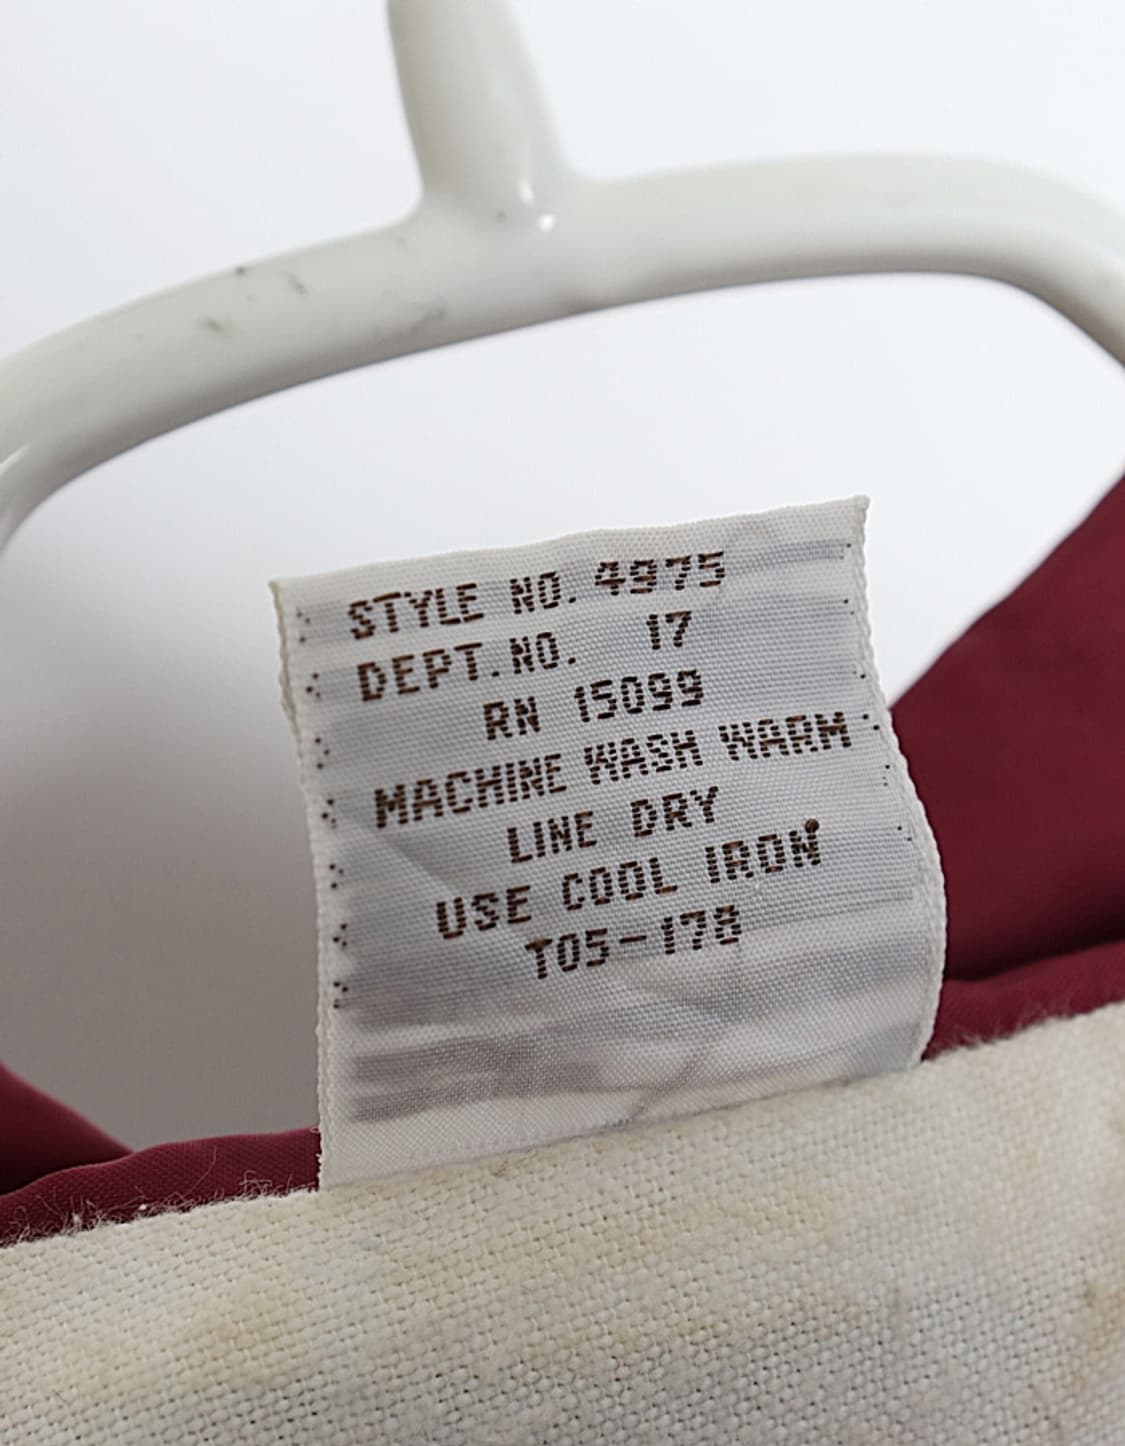 STYLE NO. 4975
DEPT. NO. 17
RN 15099
MACHINE WASH WARM
LINE DRY
USE COOL IRON
T05-178